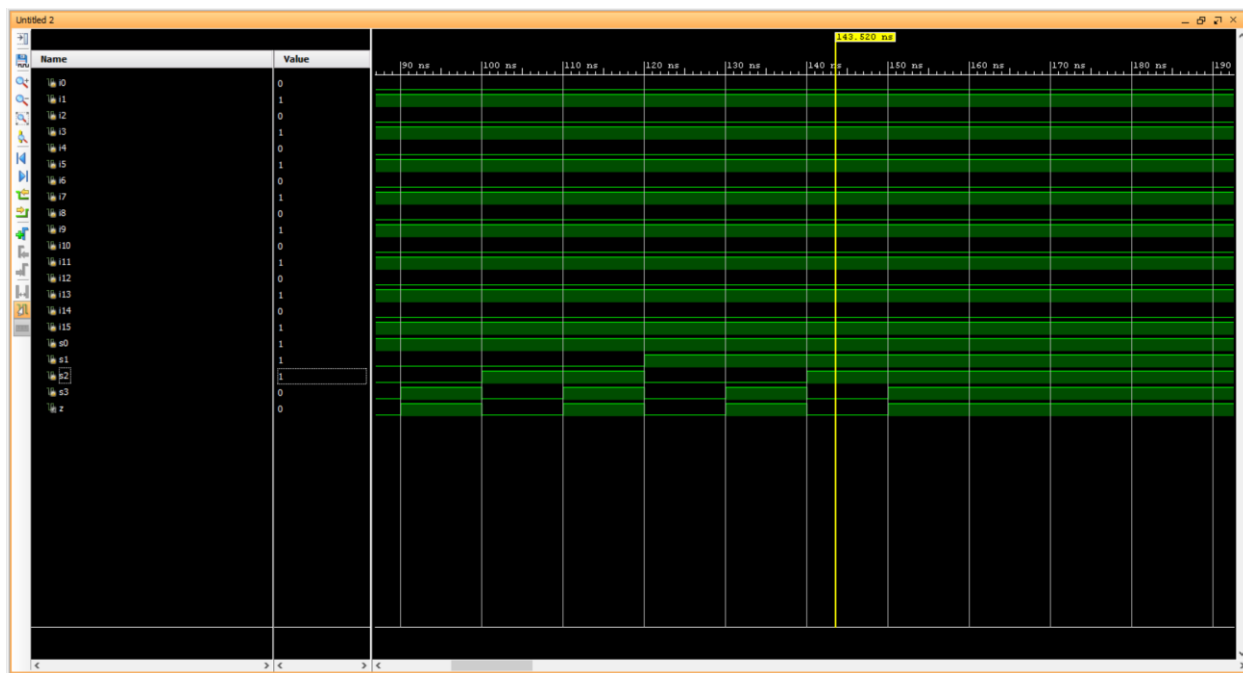 Untitled 2
143.520 ns
Name Value
90 ns 100 ns 110 ns 120 ns 130 ns 140 ns 150 ns 160 ns 170 ns 180 ns 190
i0 0
i1 1
i2 0
i3 1
i4 0
i5 1
i6 0
i7 1
i8 0
i9 1
i10 0
i11 1
i12 0
i13 1
i14 0
i15 1
s0 1
s1 1
s2 1
s3 0
z 0